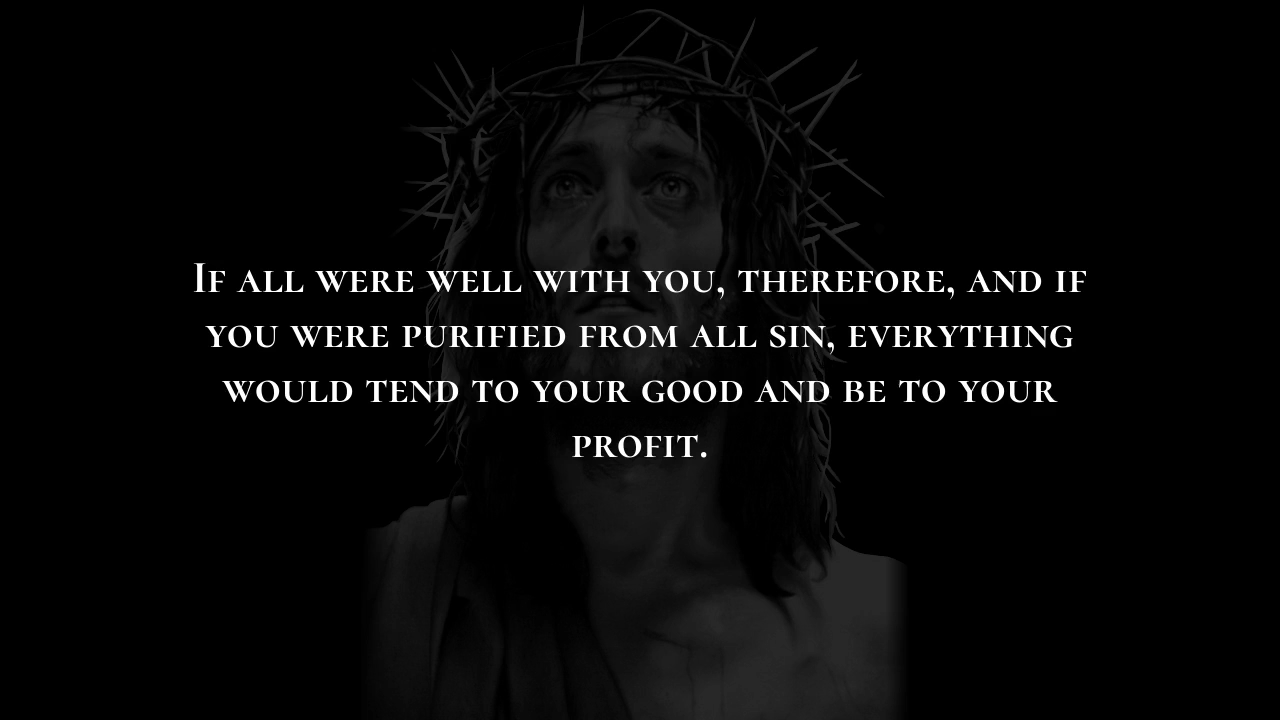 If all were well with you, therefore, and if
you were purified from all sin, everything
would tend to your good and be to your
profit.